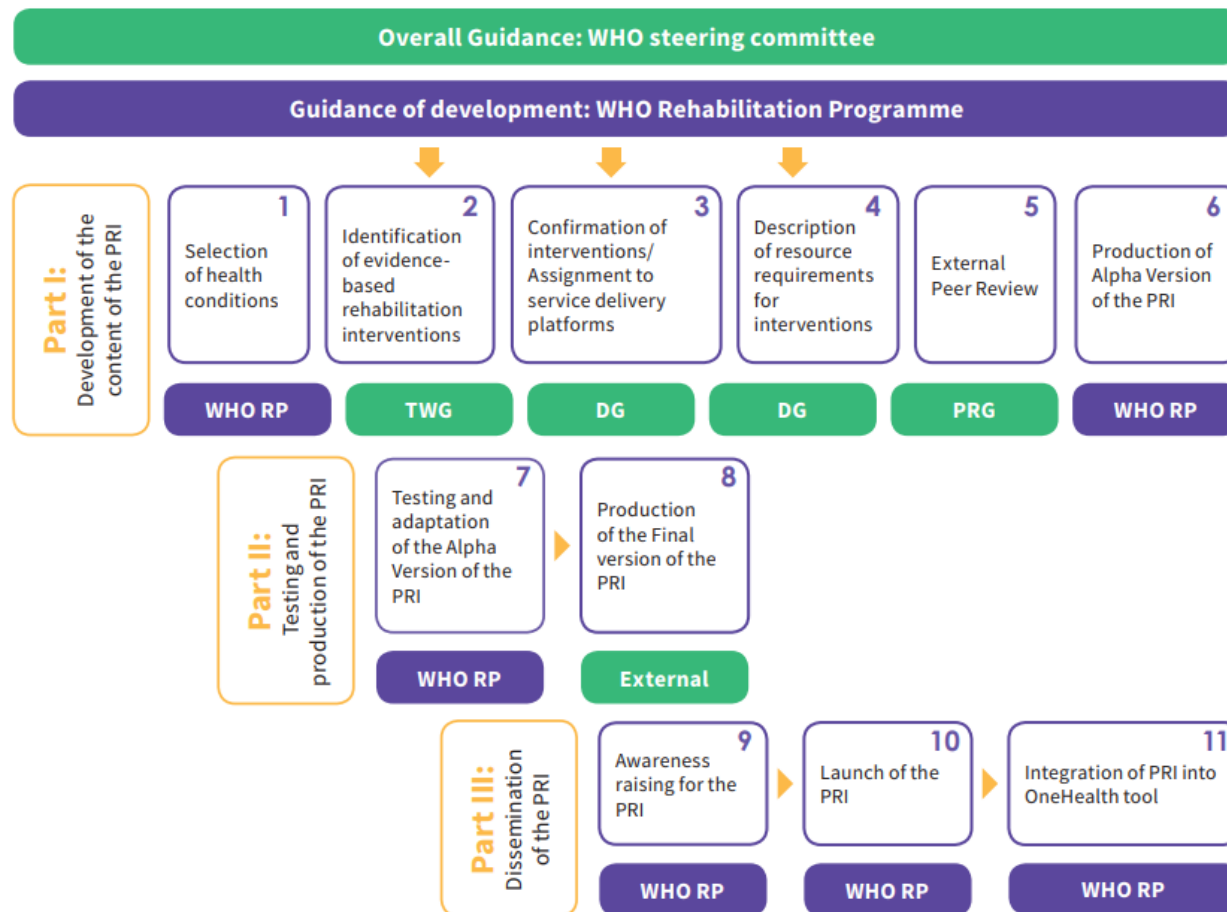 Overall Guidance: WHO steering committee
Guidance of development: WHO Rehabilitation Programme
Part I:
Development of the
content of the PRI
1
Selection
of health
conditions
WHO RP
2
Identification
of evidence-
based
rehabilitation
interventions
TWG
3
Confirmation of
interventions/
Assignment to
service delivery
platforms
DG
4
Description
of resource
requirements
for
interventions
DG
5
External
Peer Review
PRG
6
Production of
Alpha Version
of the PRI
WHO RP
Part II:
Testing and
production of the PRI
7
Testing and
adaptation
of the Alpha
Version of the
PRI
WHO RP
8
Production
of the Final
version of the
PRI
External
Part III:
Dissemination
of the PRI
9
Awareness
raising for the
PRI
WHO RP
10
Launch of the
PRI
WHO RP
11
Integration of PRI into
OneHealth tool
WHO RP